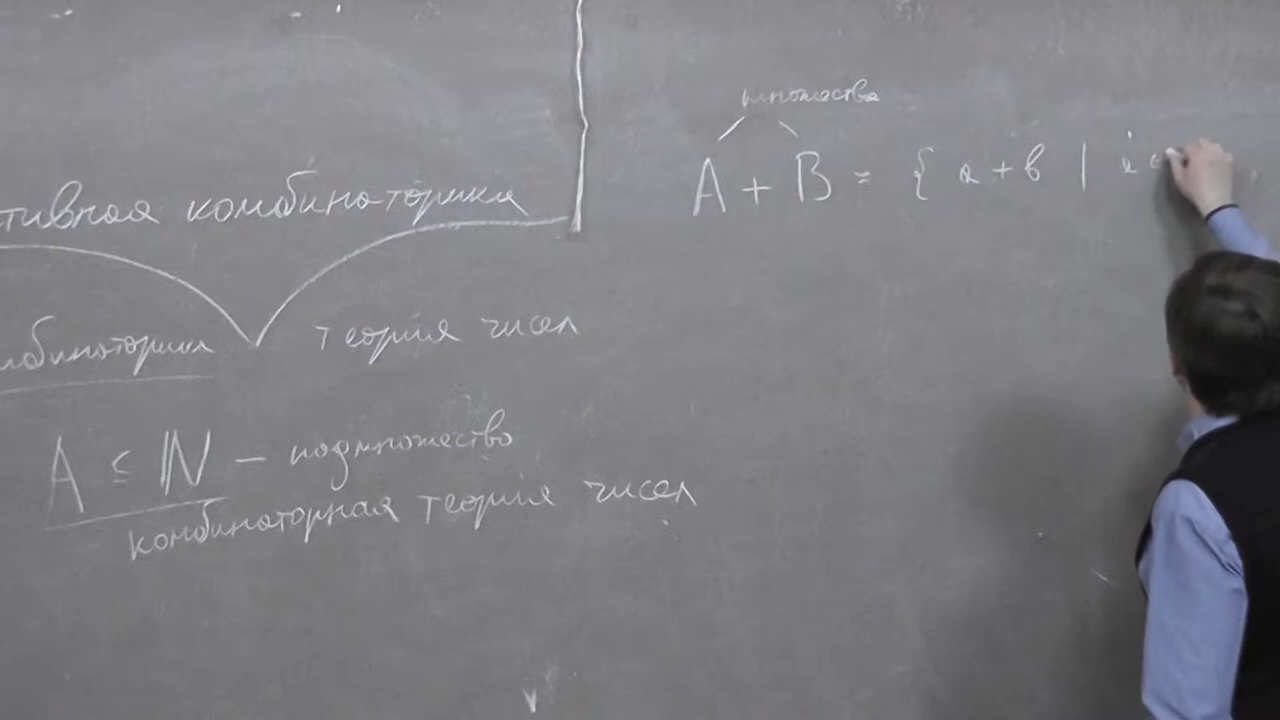 тивная комбинаторика
мбинаторика
теория чисел
A ⊆ ℕ — подмножество
комбинаторная теория чисел
множества
A + B = { a + b | a ∈